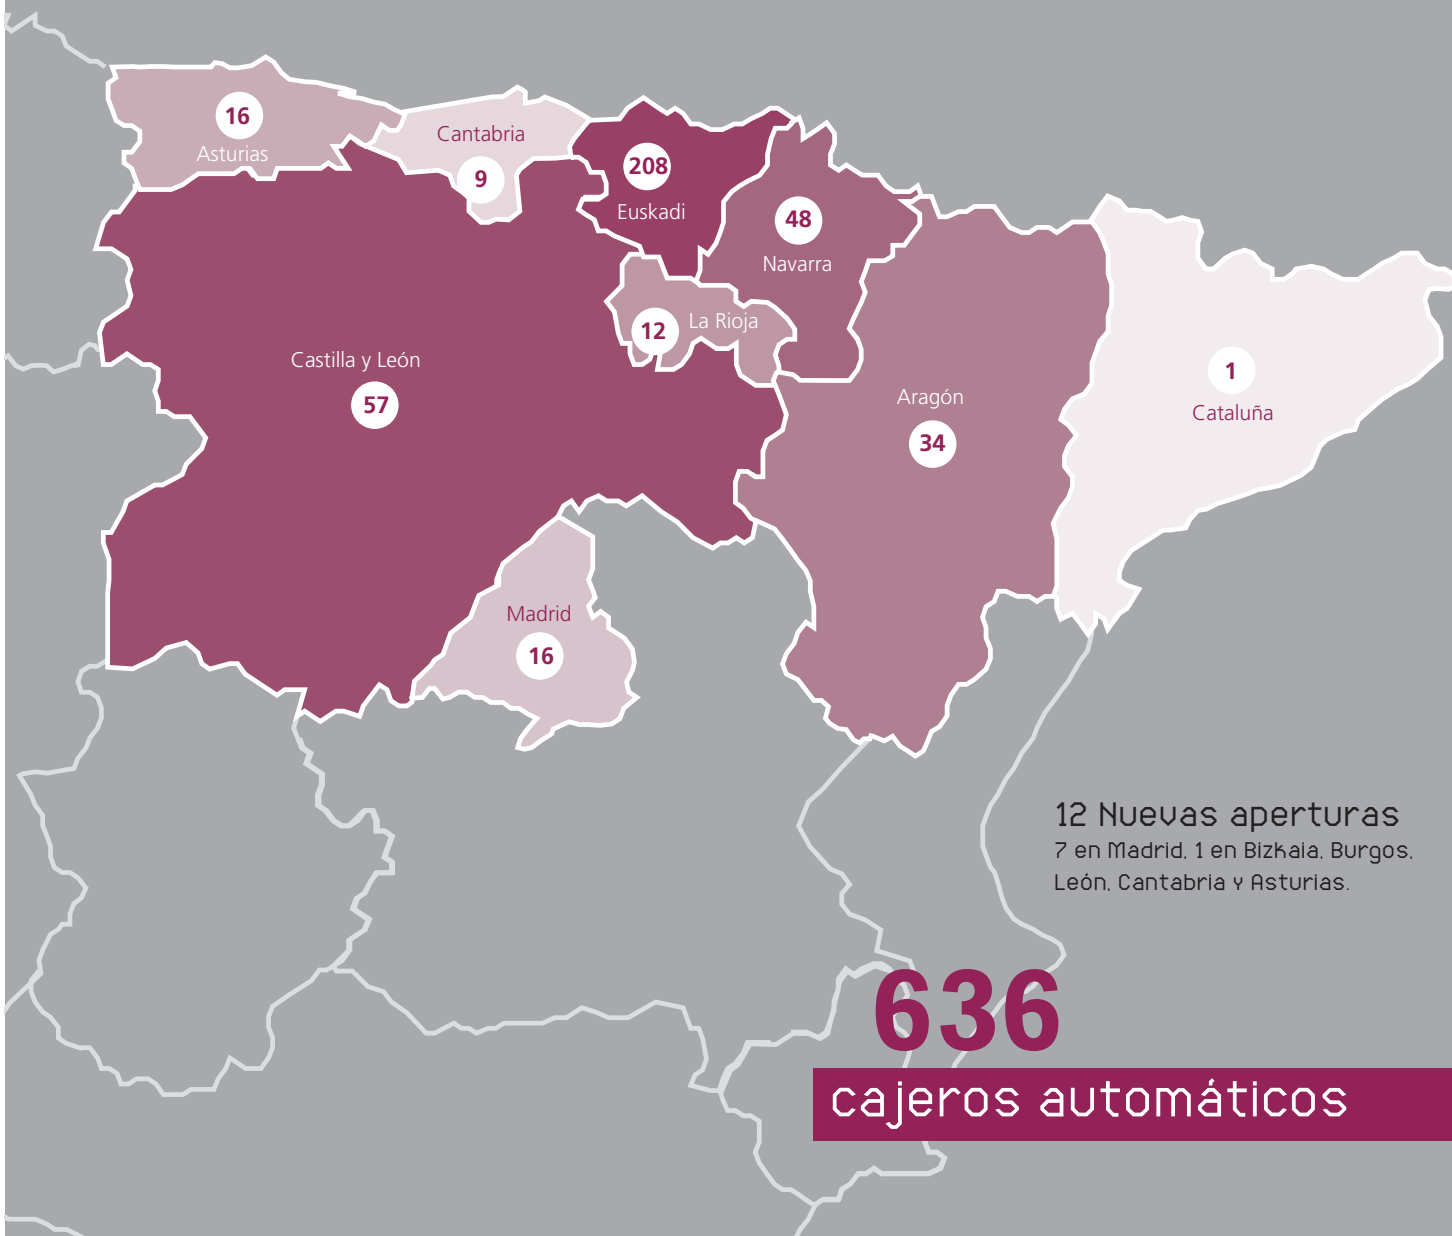 16
Asturias
Cantabria
9
208
Euskadi
48
Navarra
12
La Rioja
Castilla y León
57
Aragón
34
1
Cataluña
Madrid
16
12 Nuevas aperturas
7 en Madrid, 1 en Bizkaia, Burgos,
León, Cantabria y Asturias.
636
cajeros automáticos